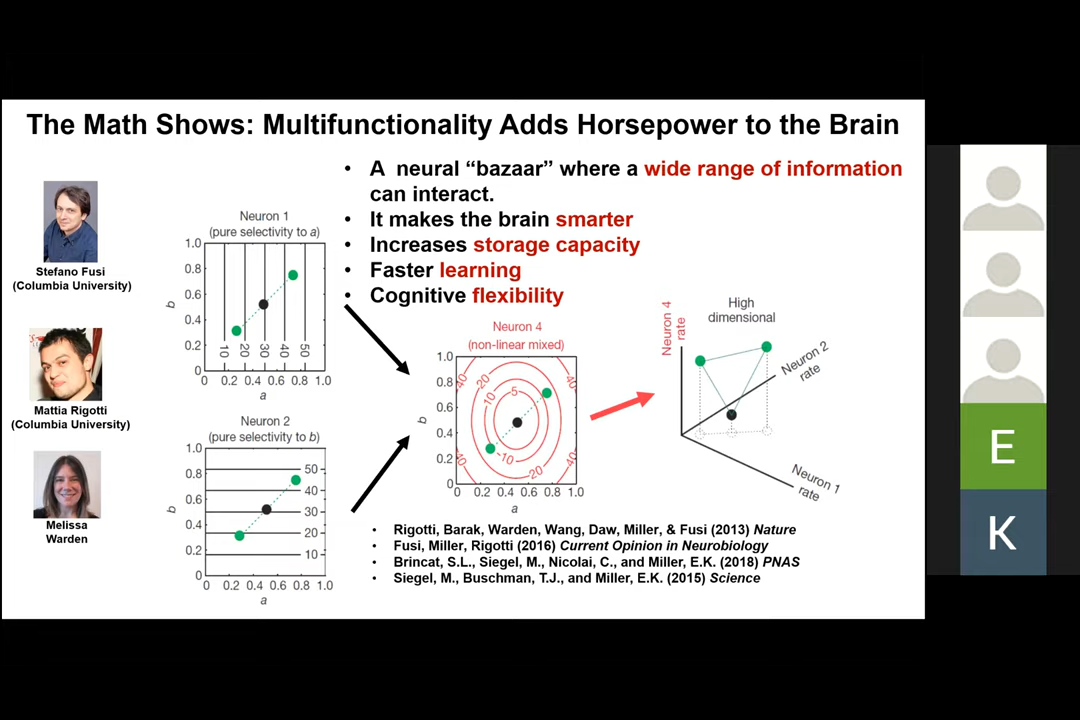 The Math Shows: Multifunctionality Adds Horsepower to the Brain
• A neural “bazaar” where a wide range of information
can interact.
• It makes the brain smarter
• Increases storage capacity
• Faster learning
• Cognitive flexibility
Stefano Fusi
(Columbia University)
Mattia Rigotti
(Columbia University)
Melissa
Warden
Neuron 1
(pure selectivity to a)
1.0
0.8
0.6
0.4
0.2
0
b
10 20 30 40 50
0 0.2 0.4 0.6 0.8 1.0
a
Neuron 2
(pure selectivity to b)
1.0
0.8
0.6
0.4
0.2
0
b
50
40
30
20
10
0 0.2 0.4 0.6 0.8 1.0
a
Neuron 4
(non-linear mixed)
1.0
0.8
0.6
0.4
0.2
0
b
40 20 10 5 40
40 10 20 40
0.2 0.4 0.6 0.8 1.0
a
High
dimensional
Neuron 4
rate
Neuron 2
rate
Neuron 1
rate
• Rigotti, Barak, Warden, Wang, Daw, Miller, & Fusi (2013) Nature
• Fusi, Miller, Rigotti (2016) Current Opinion in Neurobiology
• Brincat, S.L., Siegel, M., Nicolai, C., and Miller, E.K. (2018) PNAS
• Siegel, M., Buschman, T.J., and Miller, E.K. (2015) Science
E
K